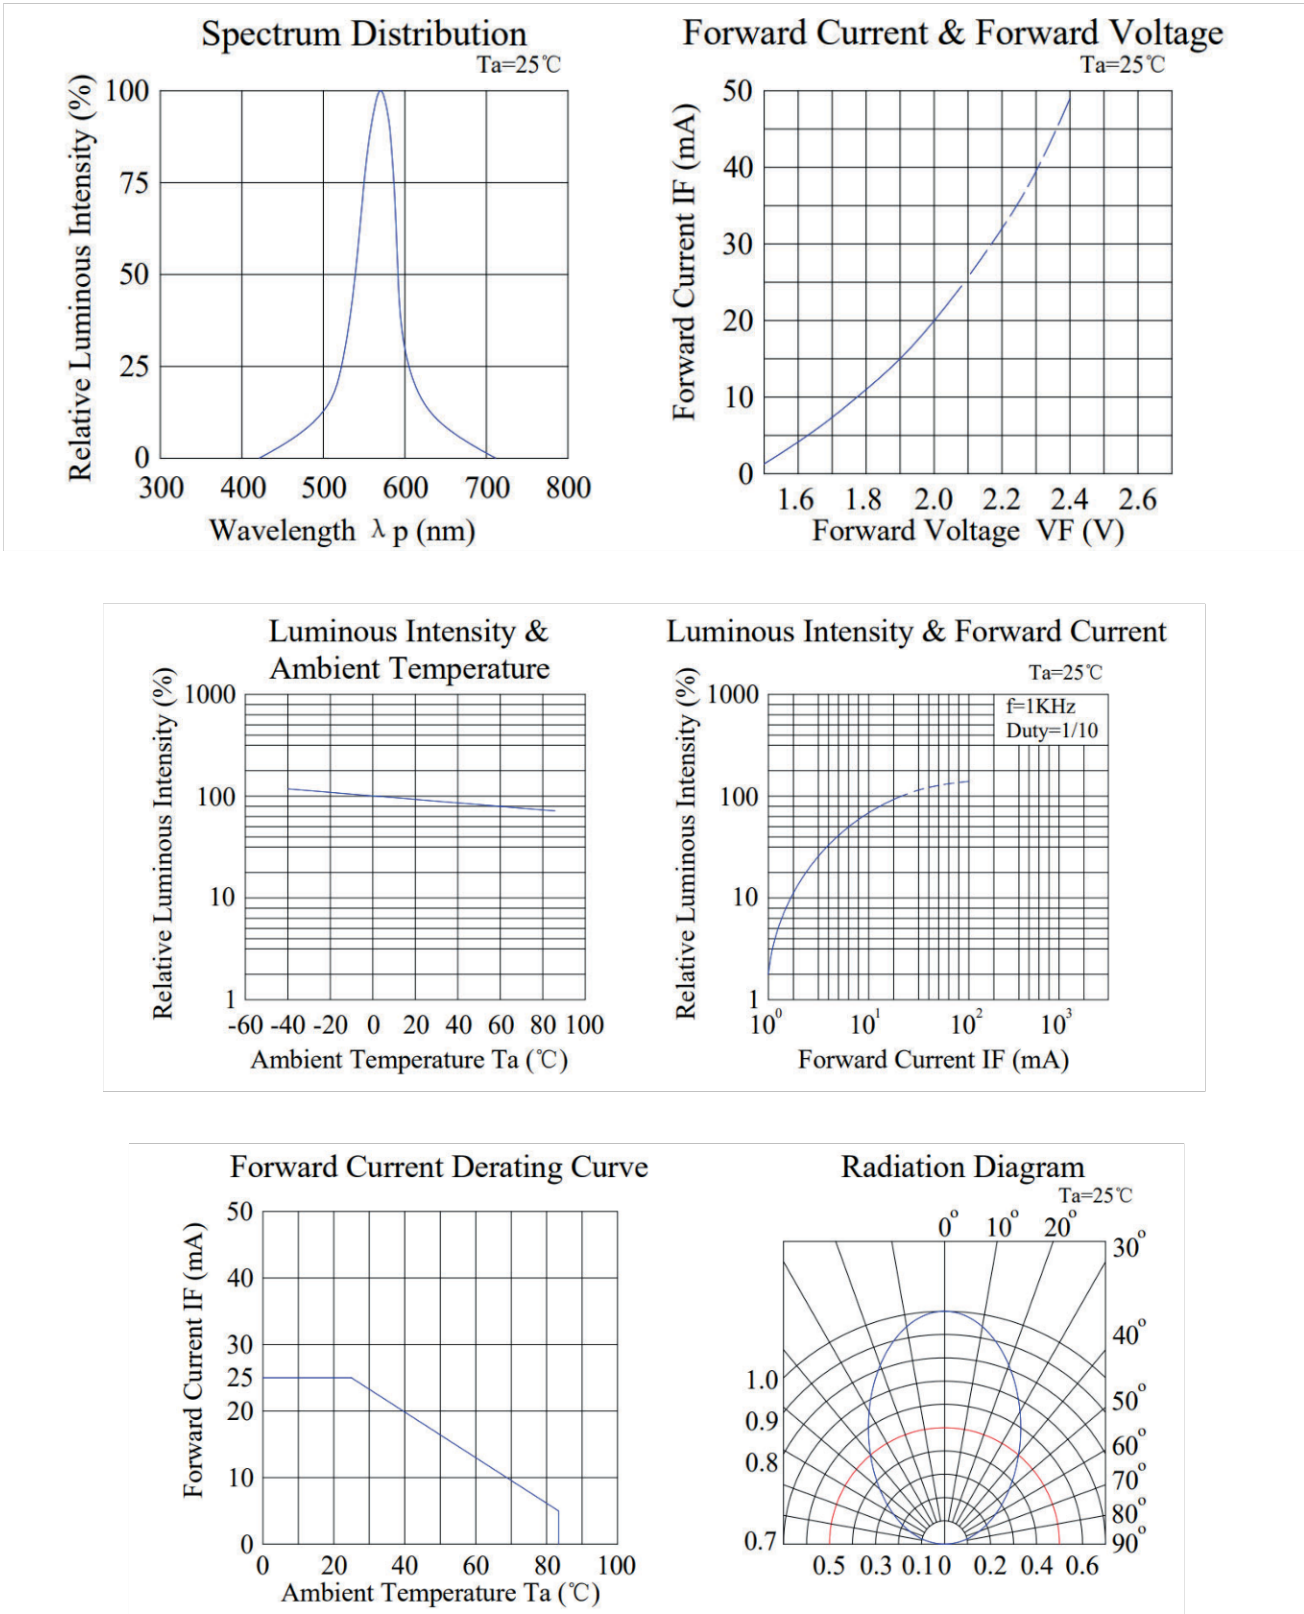 Spectrum Distribution
Ta=25℃
Relative Luminous Intensity (%)
100
75
50
25
0
300 400 500 600 700 800
Wavelength λp (nm)
Forward Current & Forward Voltage
Ta=25℃
Forward Current IF (mA)
50
40
30
20
10
0
1.6 1.8 2.0 2.2 2.4 2.6
Forward Voltage VF (V)
Luminous Intensity &
Ambient Temperature
Relative Luminous Intensity (%)
1000
100
10
1
-60 -40 -20 0 20 40 60 80 100
Ambient Temperature Ta (℃)
Luminous Intensity & Forward Current
Ta=25℃
f=1KHz
Duty=1/10
Relative Luminous Intensity (%)
1000
100
10
1
10⁰ 10¹ 10² 10³
Forward Current IF (mA)
Forward Current Derating Curve
Forward Current IF (mA)
50
40
30
25
20
10
0
0 20 40 60 80 100
Ambient Temperature Ta (℃)
Radiation Diagram
Ta=25℃
0° 10° 20°
30°
40°
50°
60°
70°
80°
90°
1.0
0.9
0.8
0.7
0.5 0.3 0.1 0 0.2 0.4 0.6